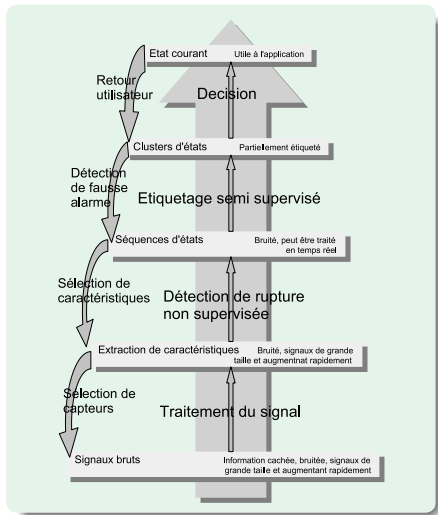 Etat courant Utile à l'application
Retour
utilisateur
Decision
Clusters d'états Partiellement étiqueté
Détection
de fausse
alarme
Etiquetage semi supervisé
Séquences d'états Bruité, peut être traité
en temps réel
Sélection de
caractéristiques
Détection de rupture
non supervisée
Extraction de caractéristiques Bruité, signaux de grande
taille et augmentnat rapidement
Sélection de
capteurs
Traitement du signal
Signaux bruts Information cachée, bruitée, signaux de
grande taille et augmentant rapidement